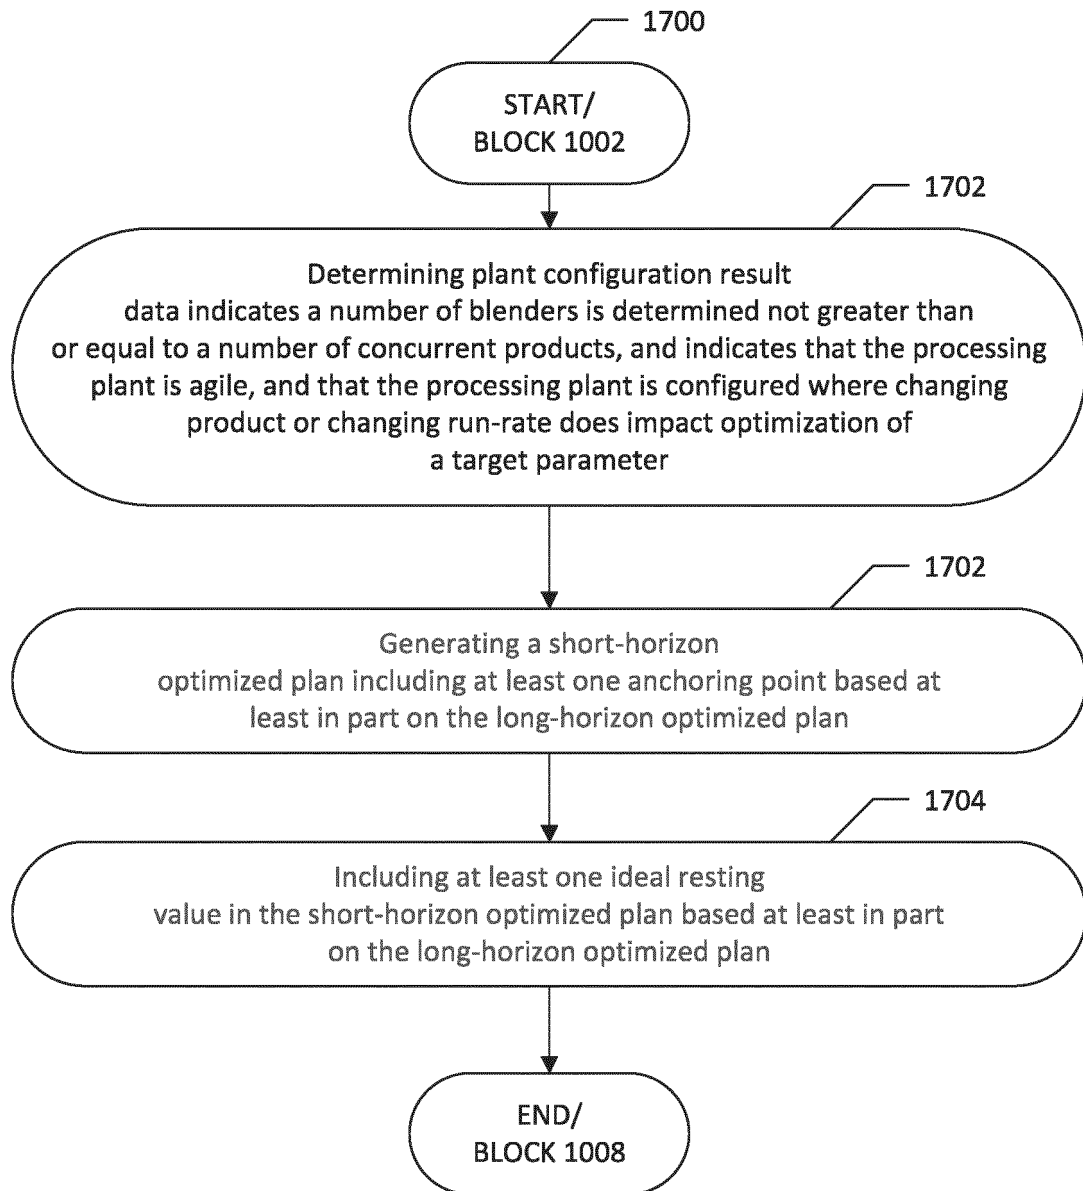 1700
START/
BLOCK 1002
1702
Determining plant configuration result
data indicates a number of blenders is determined not greater than
or equal to a number of concurrent products, and indicates that the processing
plant is agile, and that the processing plant is configured where changing
product or changing run-rate does impact optimization of
a target parameter
1702
Generating a short-horizon
optimized plan including at least one anchoring point based at
least in part on the long-horizon optimized plan
1704
Including at least one ideal resting
value in the short-horizon optimized plan based at least in part
on the long-horizon optimized plan
END/
BLOCK 1008